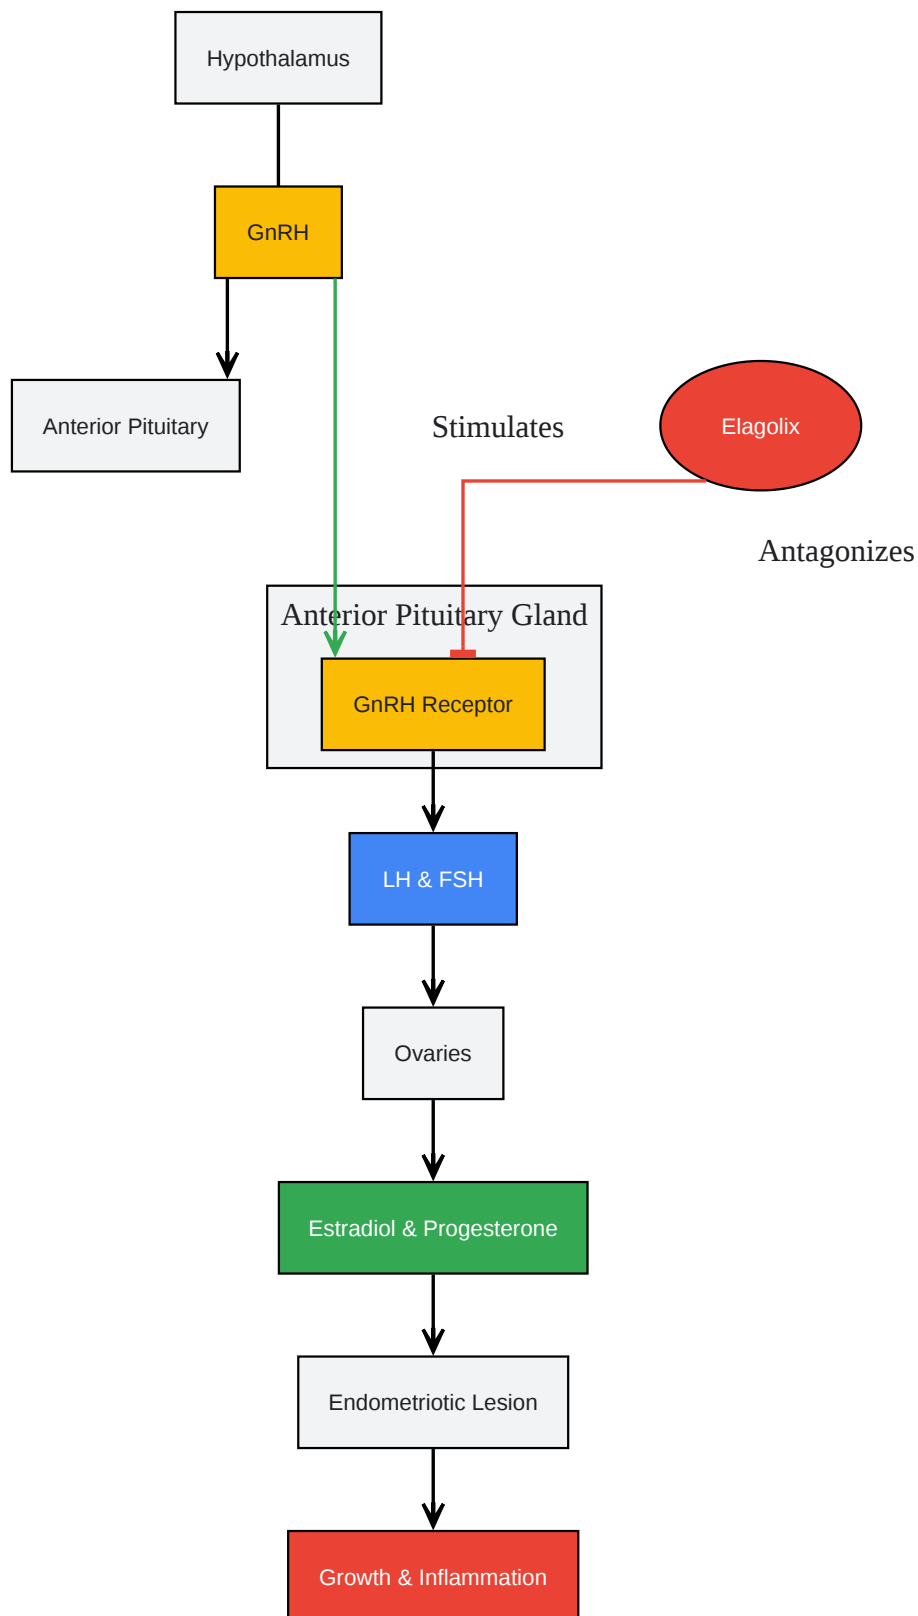 Hypothalamus
GnRH
Anterior Pituitary
Stimulates
Elagolix
Antagonizes
Anterior Pituitary Gland
GnRH Receptor
LH & FSH
Ovaries
Estradiol & Progesterone
Endometriotic Lesion
Growth & Inflammation